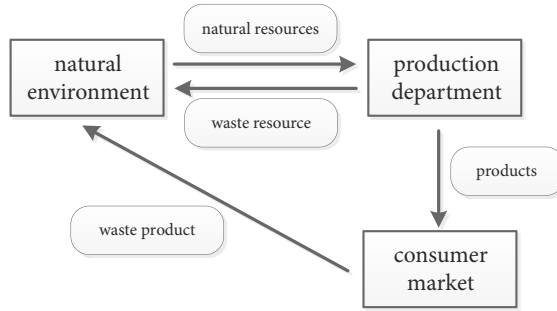 natural resources
natural
environment
production
department
waste resource
products
waste product
consumer
market